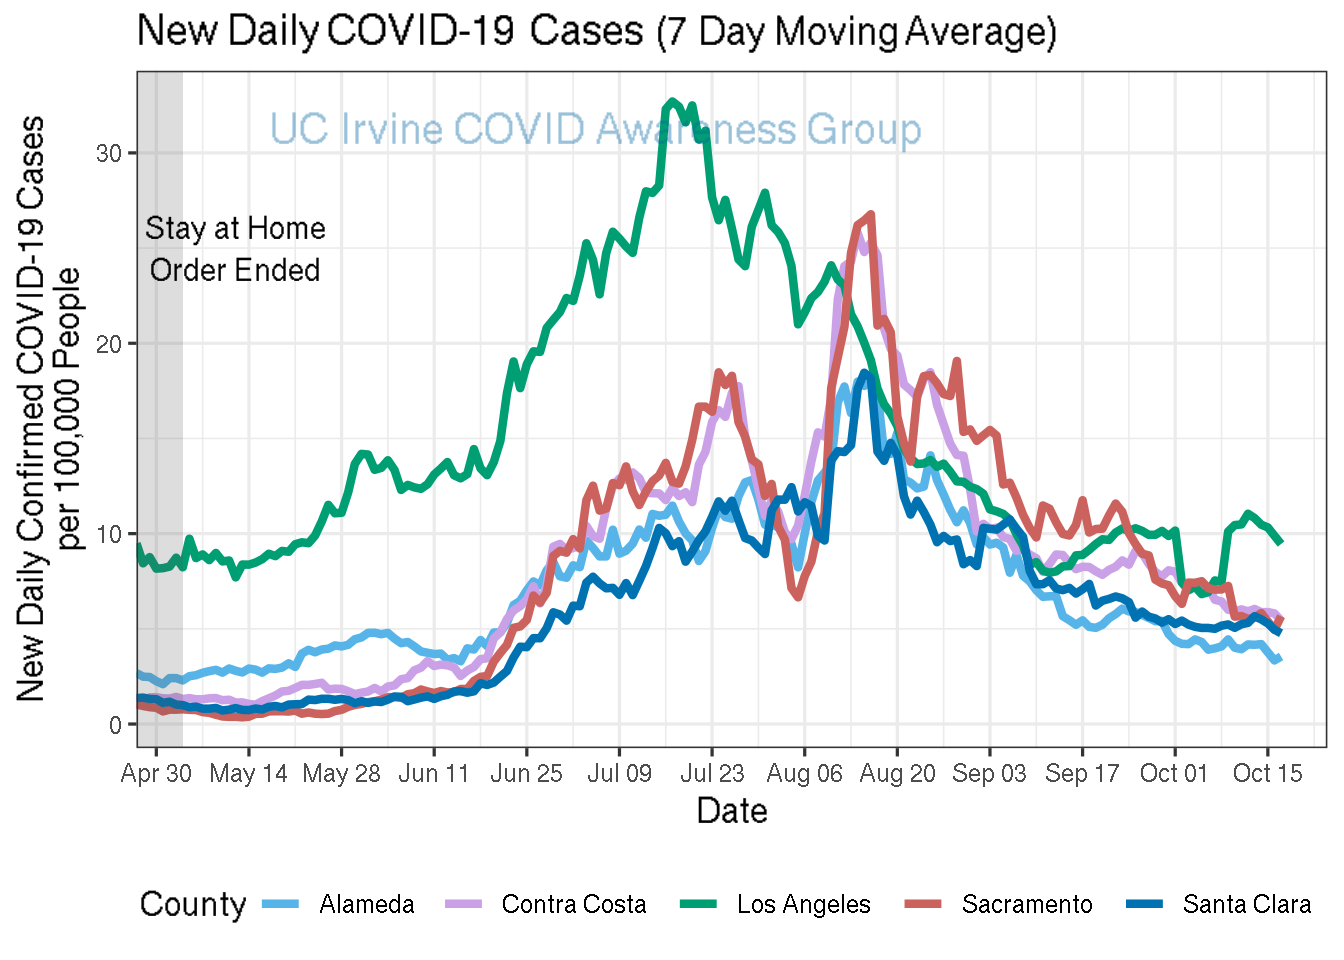 New Daily COVID-19 Cases (7 Day Moving Average)
UC Irvine COVID Awareness Group
Stay at Home
Order Ended
New Daily Confirmed COVID-19 Cases
per 100,000 People
30
20
10
0
Apr 30 May 14 May 28 Jun 11 Jun 25 Jul 09 Jul 23 Aug 06 Aug 20 Sep 03 Sep 17 Oct 01 Oct 15
Date
County Alameda Contra Costa Los Angeles Sacramento Santa Clara